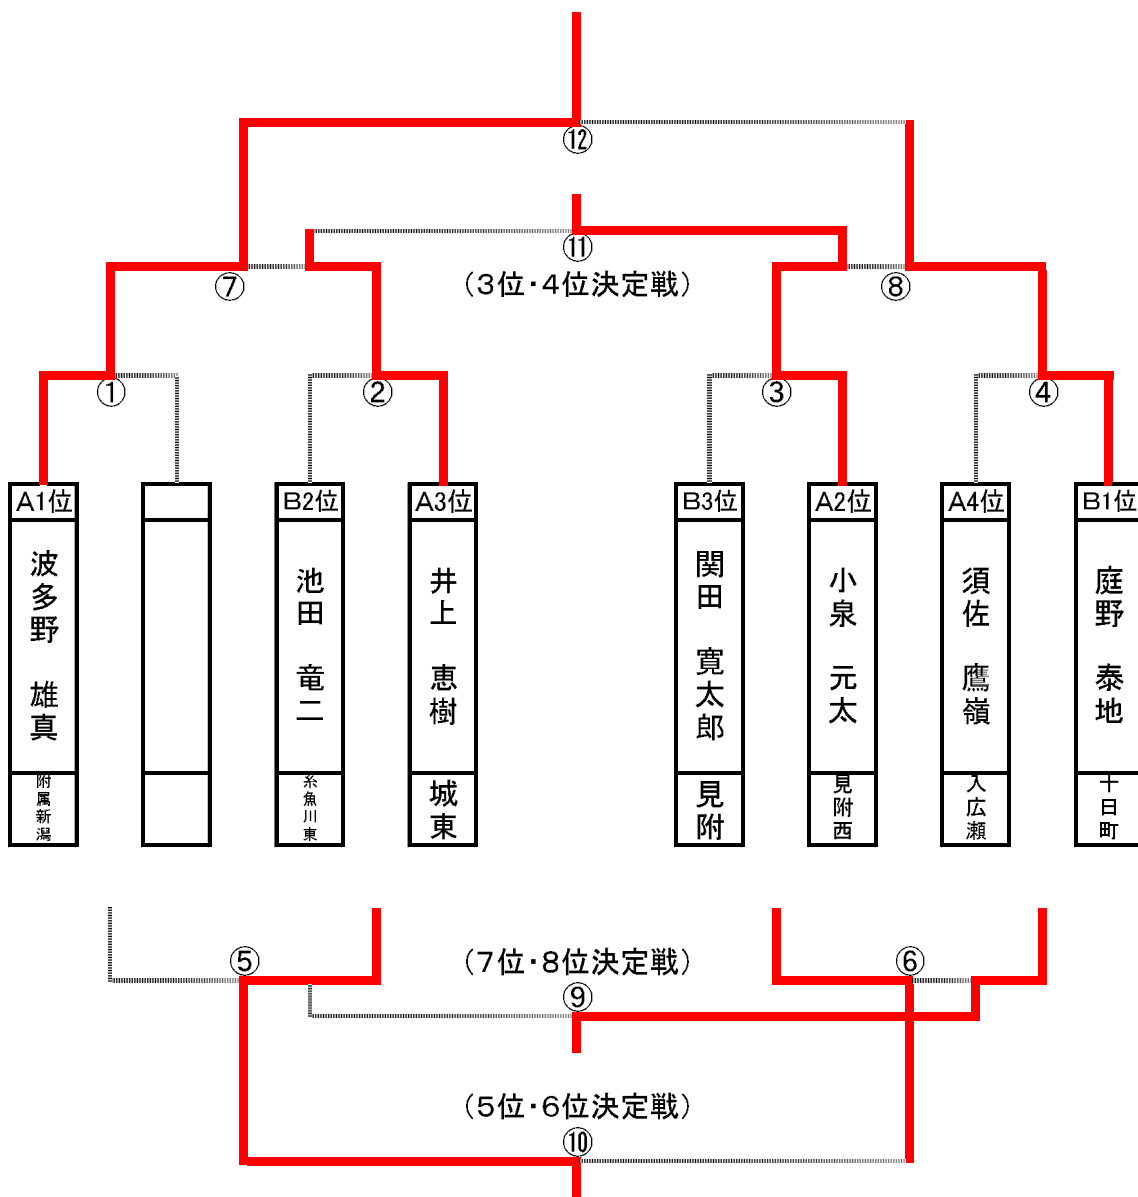 ⑫
⑪
(3位・4位決定戦)
⑦
⑧
①
②
③
④
A1位
B2位
A3位
B3位
A2位
A4位
B1位
波多野 雄真
池田 竜二
井上 恵樹
関田 寛太郎
小泉 元太
須佐 鷹嶺
庭野 泰地
附属新潟
糸魚川東
城東
見附
見附西
入広瀬
十日町
⑤
(7位・8位決定戦)
⑥
⑨
(5位・6位決定戦)
⑩